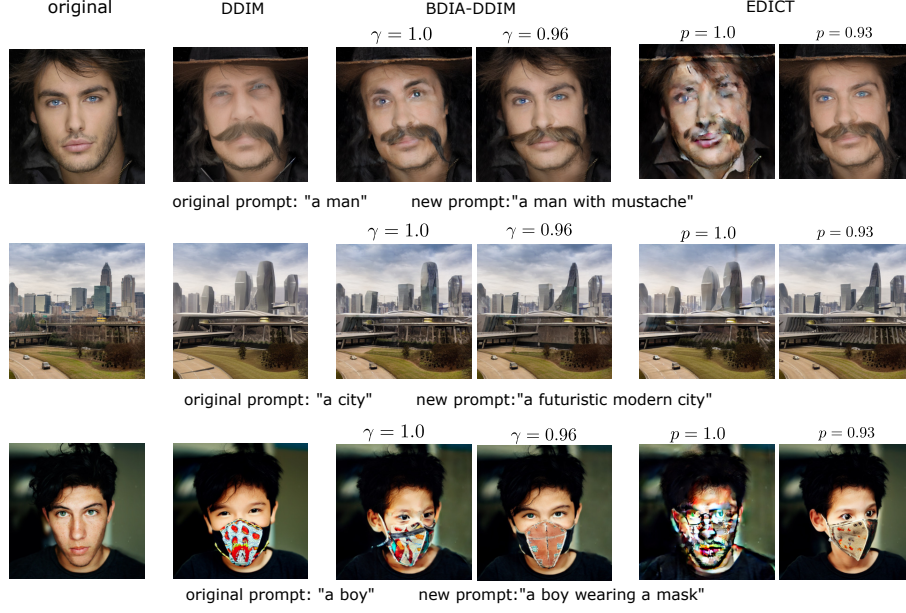 original DDIM BDIA-DDIM EDICT
γ = 1.0 γ = 0.96 p = 1.0 p = 0.93
original prompt: "a man" new prompt:"a man with mustache"
γ = 1.0 γ = 0.96 p = 1.0 p = 0.93
original prompt: "a city" new prompt:"a futuristic modern city"
γ = 1.0 γ = 0.96 p = 1.0 p = 0.93
original prompt: "a boy" new prompt:"a boy wearing a mask"